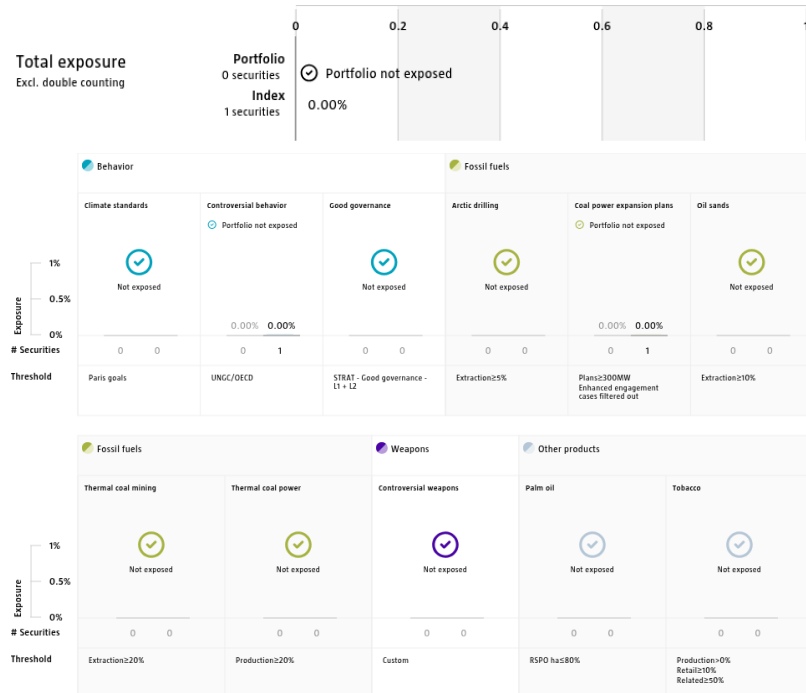 0 0.2 0.4 0.6 0.8 1
Total exposure
Excl. double counting
Portfolio
0 securities
Portfolio not exposed
Index
1 securities
0.00%
Behavior Fossil fuels
Climate standards Controversial behavior Good governance Arctic drilling Coal power expansion plans Oil sands
Portfolio not exposed Portfolio not exposed
Exposure
1%
0.5%
0%
Not exposed Not exposed Not exposed Not exposed
0.00% 0.00% 0.00% 0.00%
# Securities 0 0 0 1 0 0 0 0 0 1 0 0
Threshold Paris goals UNGC/OECD STRAT - Good governance - Extraction≥5% Plans≥300MW Extraction≥10%
L1 + L2 Enhanced engagement
cases filtered out
Fossil fuels Weapons Other products
Thermal coal mining Thermal coal power Controversial weapons Palm oil Tobacco
Exposure
1%
0.5%
0%
Not exposed Not exposed Not exposed Not exposed Not exposed
# Securities 0 0 0 0 0 0 0 0 0 0
Threshold Extraction≥20% Production≥20% Custom RSPO ha≤80% Production>0%
Retail≥10%
Related≥50%